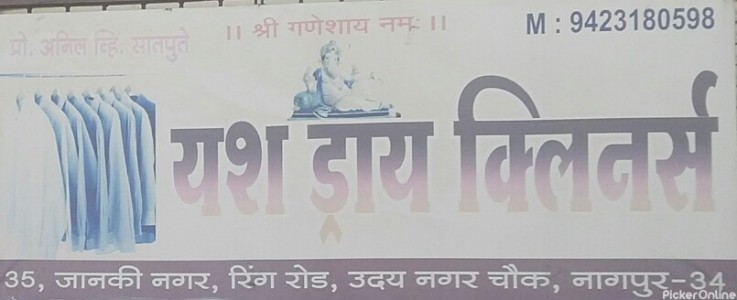 ।। श्री गणेशाय नमः ।।
M : 9423180598
प्रो. अनिल व्हि. सातपुते
यश ड्राय क्लिनर्स
35, जानकी नगर, रिंग रोड, उदय नगर चौक, नागपुर-34
PickerOnline